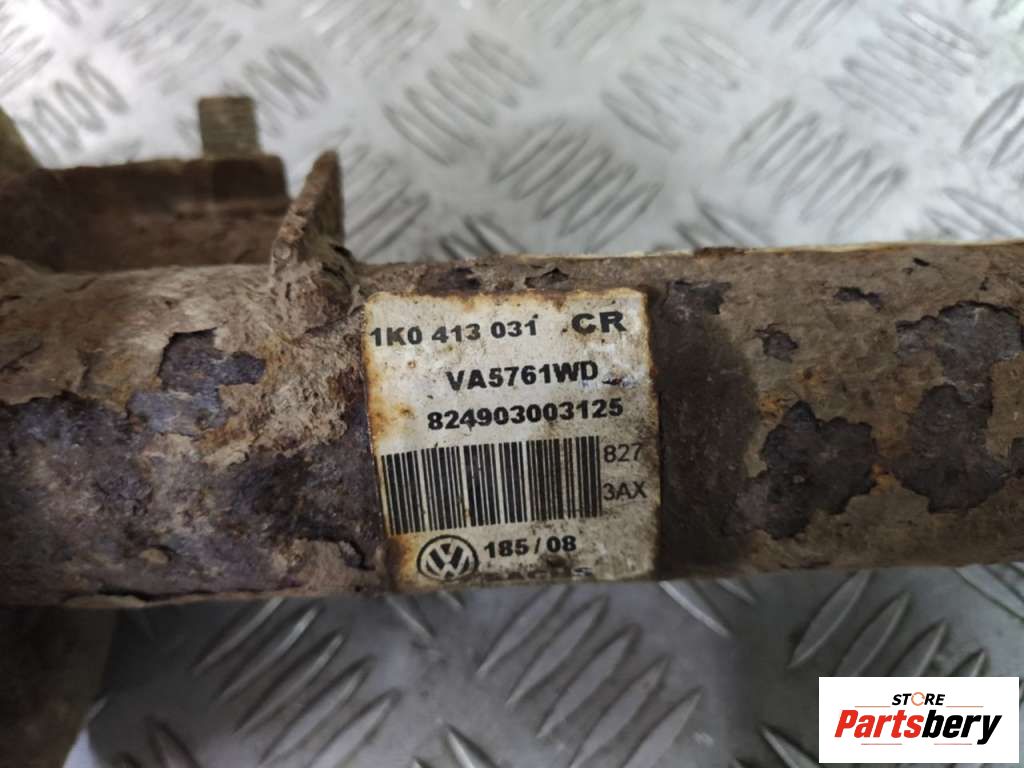 1K0 413 031 CR
VA5761WD
824903003125
827
3AX
185/08
STORE
Partsbery